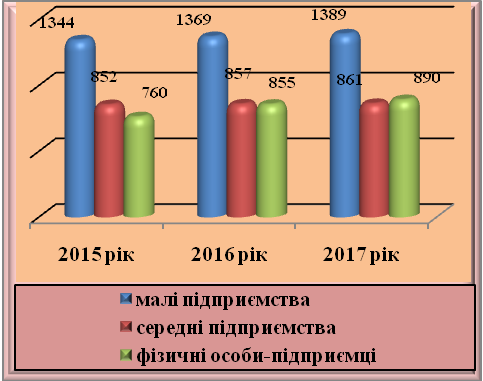 1344 1369 1389
852 857 861
760 855 890
2015 рік 2016 рік 2017 рік
малі підприємства
середні підприємства
фізичні особи-підприємці